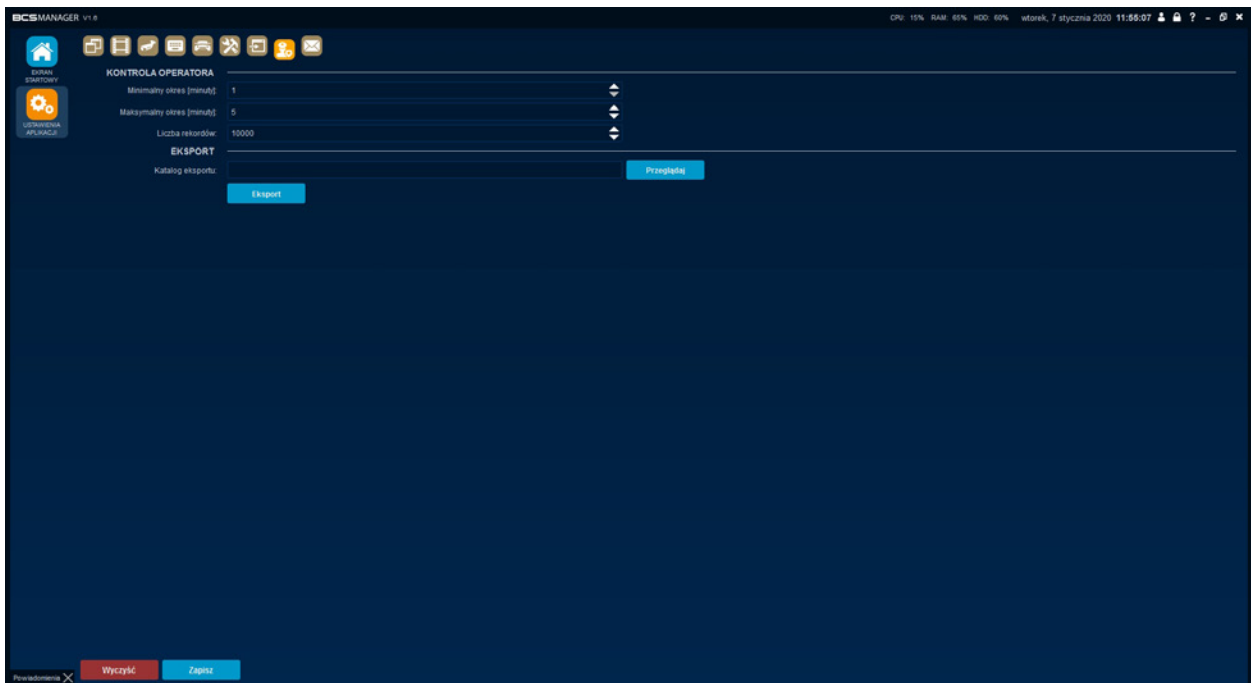 BCSMANAGER V1.6
CPU: 15% RAM: 65% HDD: 60% wtorek, 7 stycznia 2020 11:56:07 ?
EKRAN
STARTOWY
USTAWIENIA
APLIKACJI
KONTROLA OPERATORA
Minimalny okres [minuty]: 1
Maksymalny okres [minuty]: 5
Liczba rekordów: 10000
EKSPORT
Katalog eksportu: Przeglądaj
Eksport
Wyczyść Zapisz
Powiadomienia